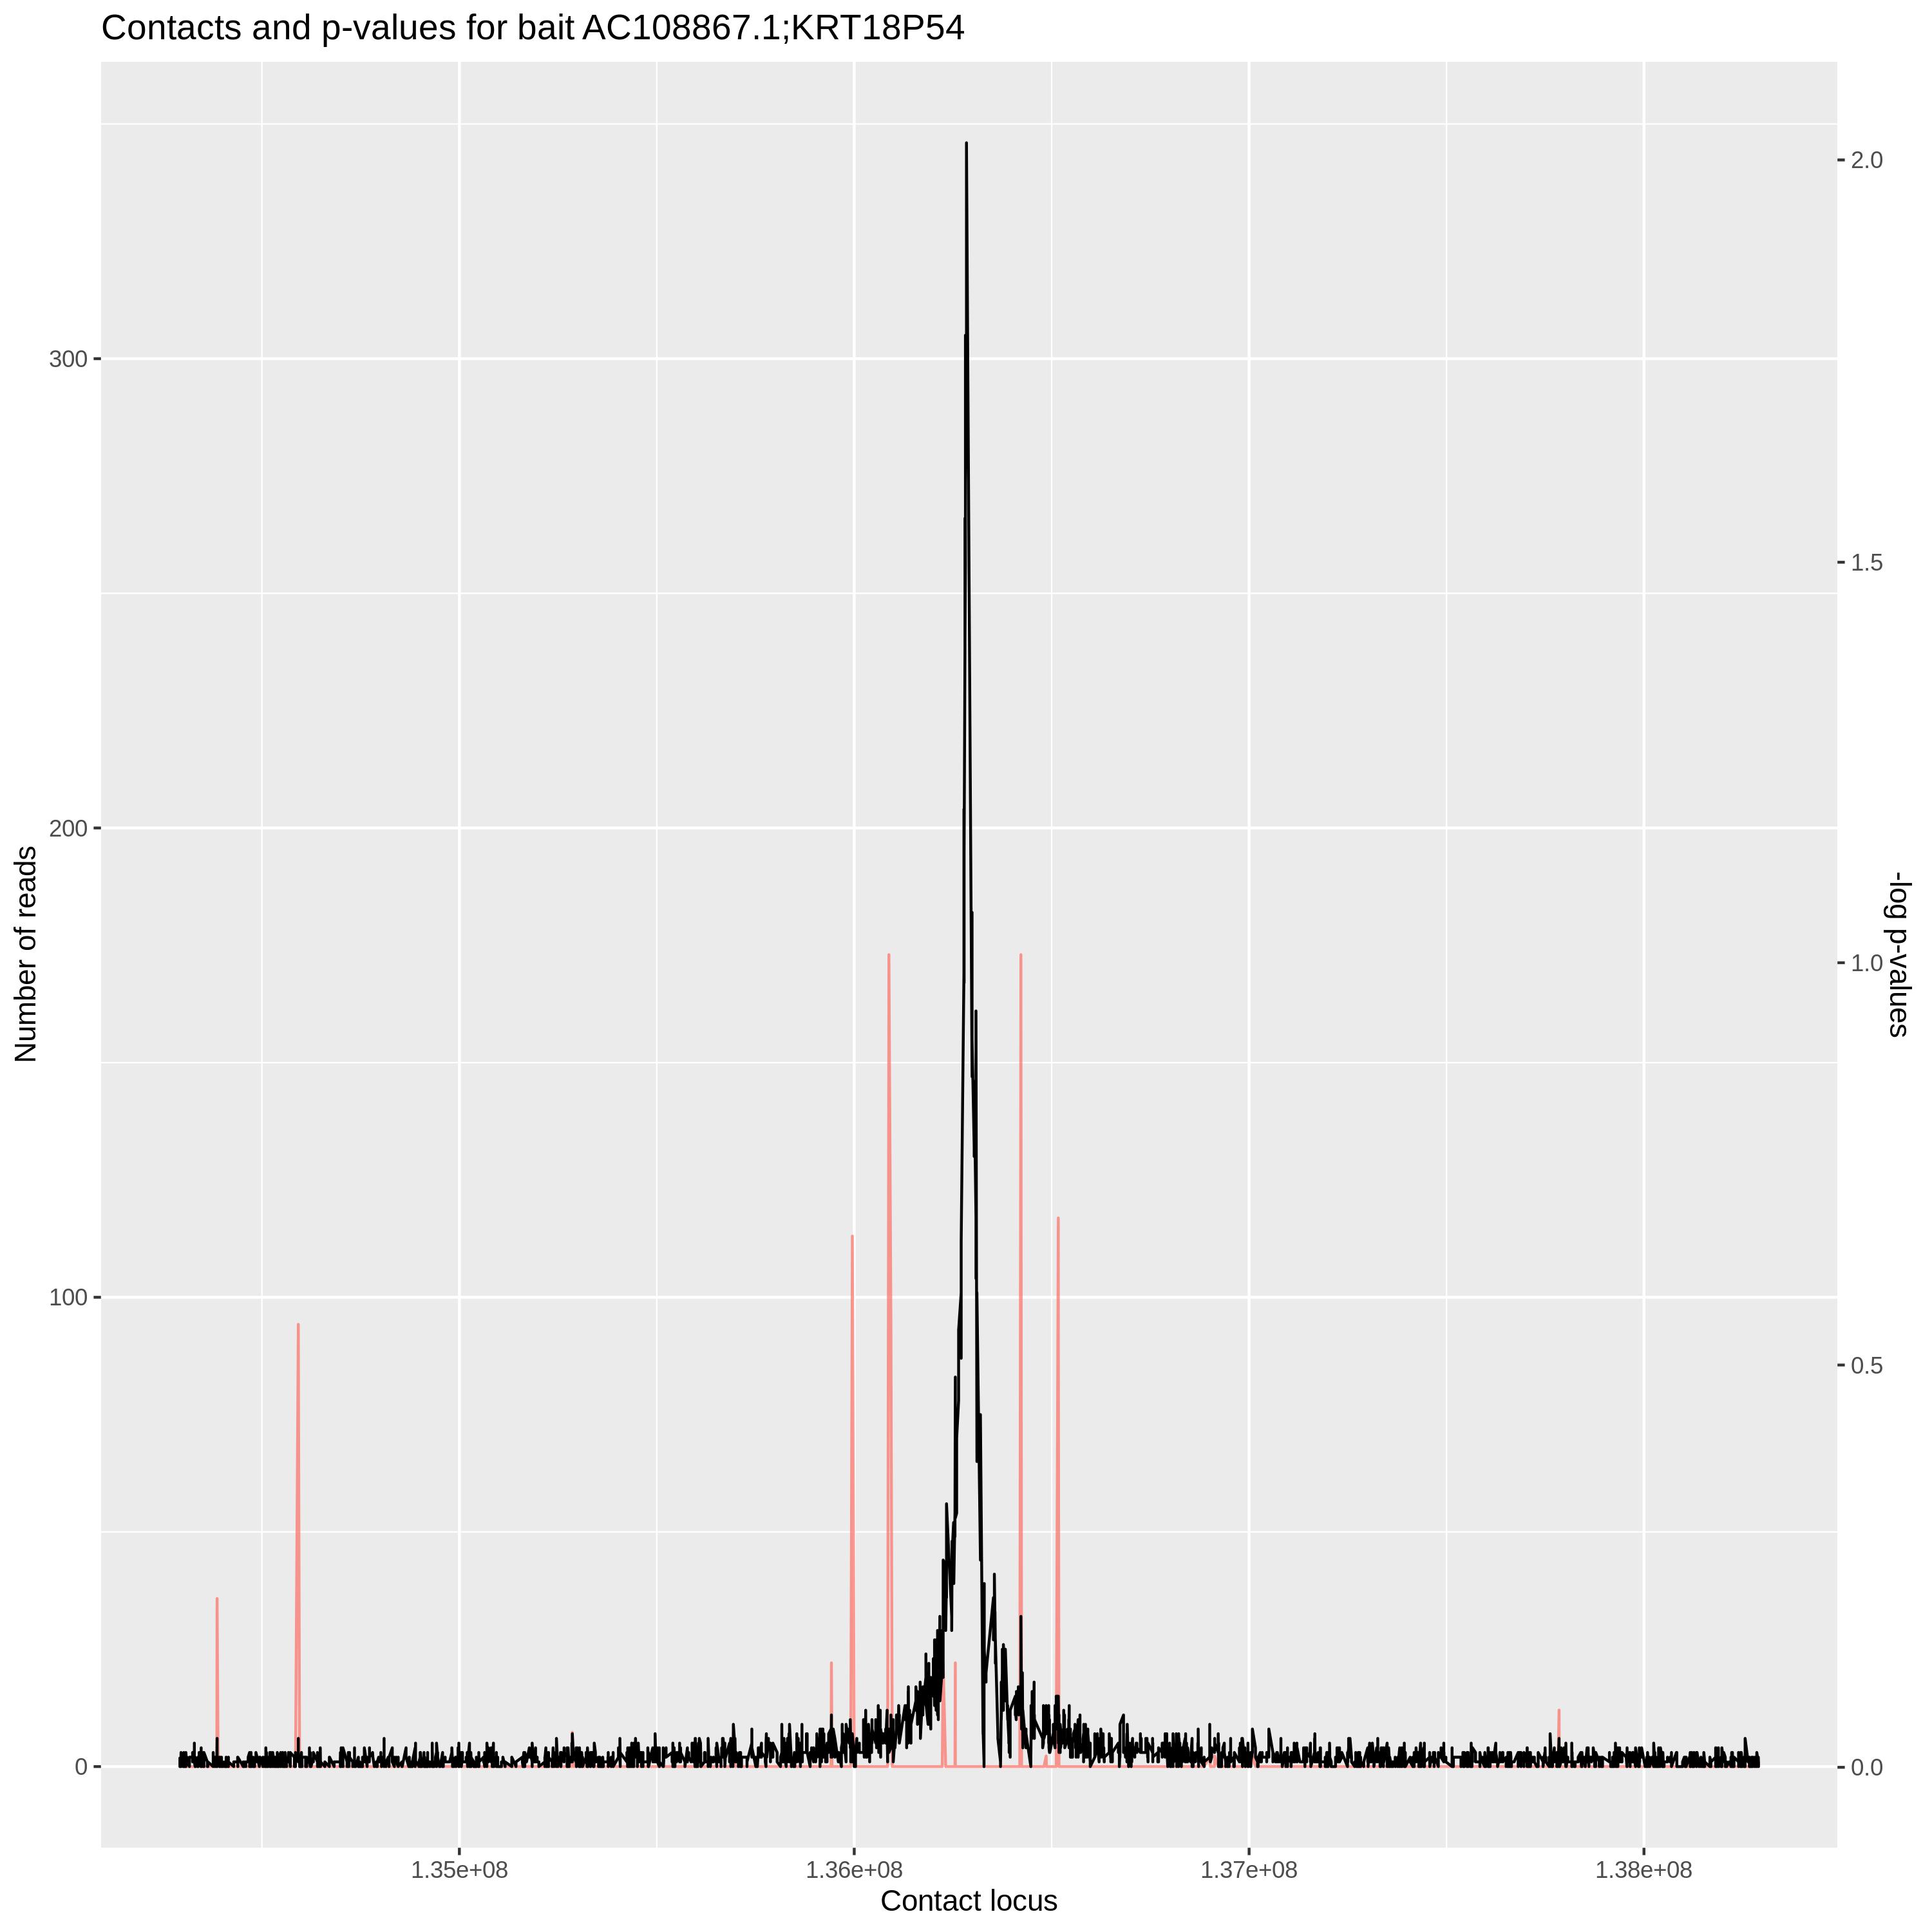 Contacts and p-values for bait AC108867.1;KRT18P54
300
200
100
0
Number of reads
2.0
1.5
1.0
0.5
0.0
-log p-values
1.35e+08
1.36e+08
1.37e+08
1.38e+08
Contact locus